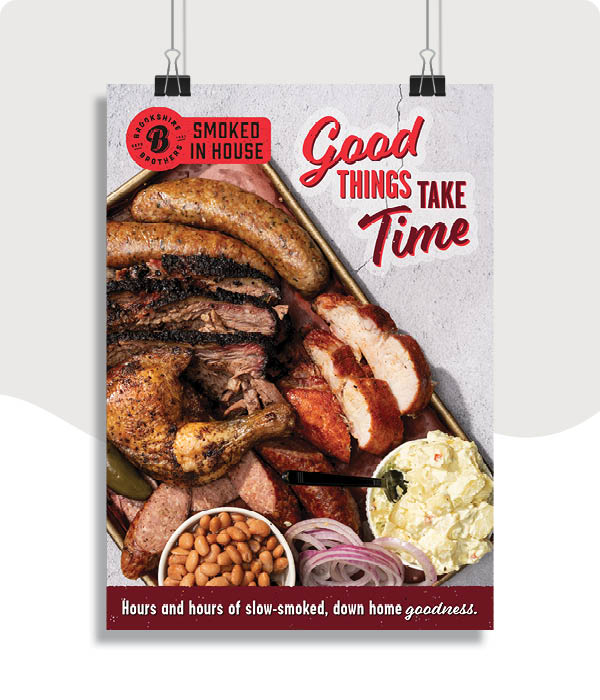 BROOKSHIRE
B
BROTHERS
SMOKED
IN HOUSE
Good
THINGS TAKE
Time
Hours and hours of slow-smoked, down home goodness.